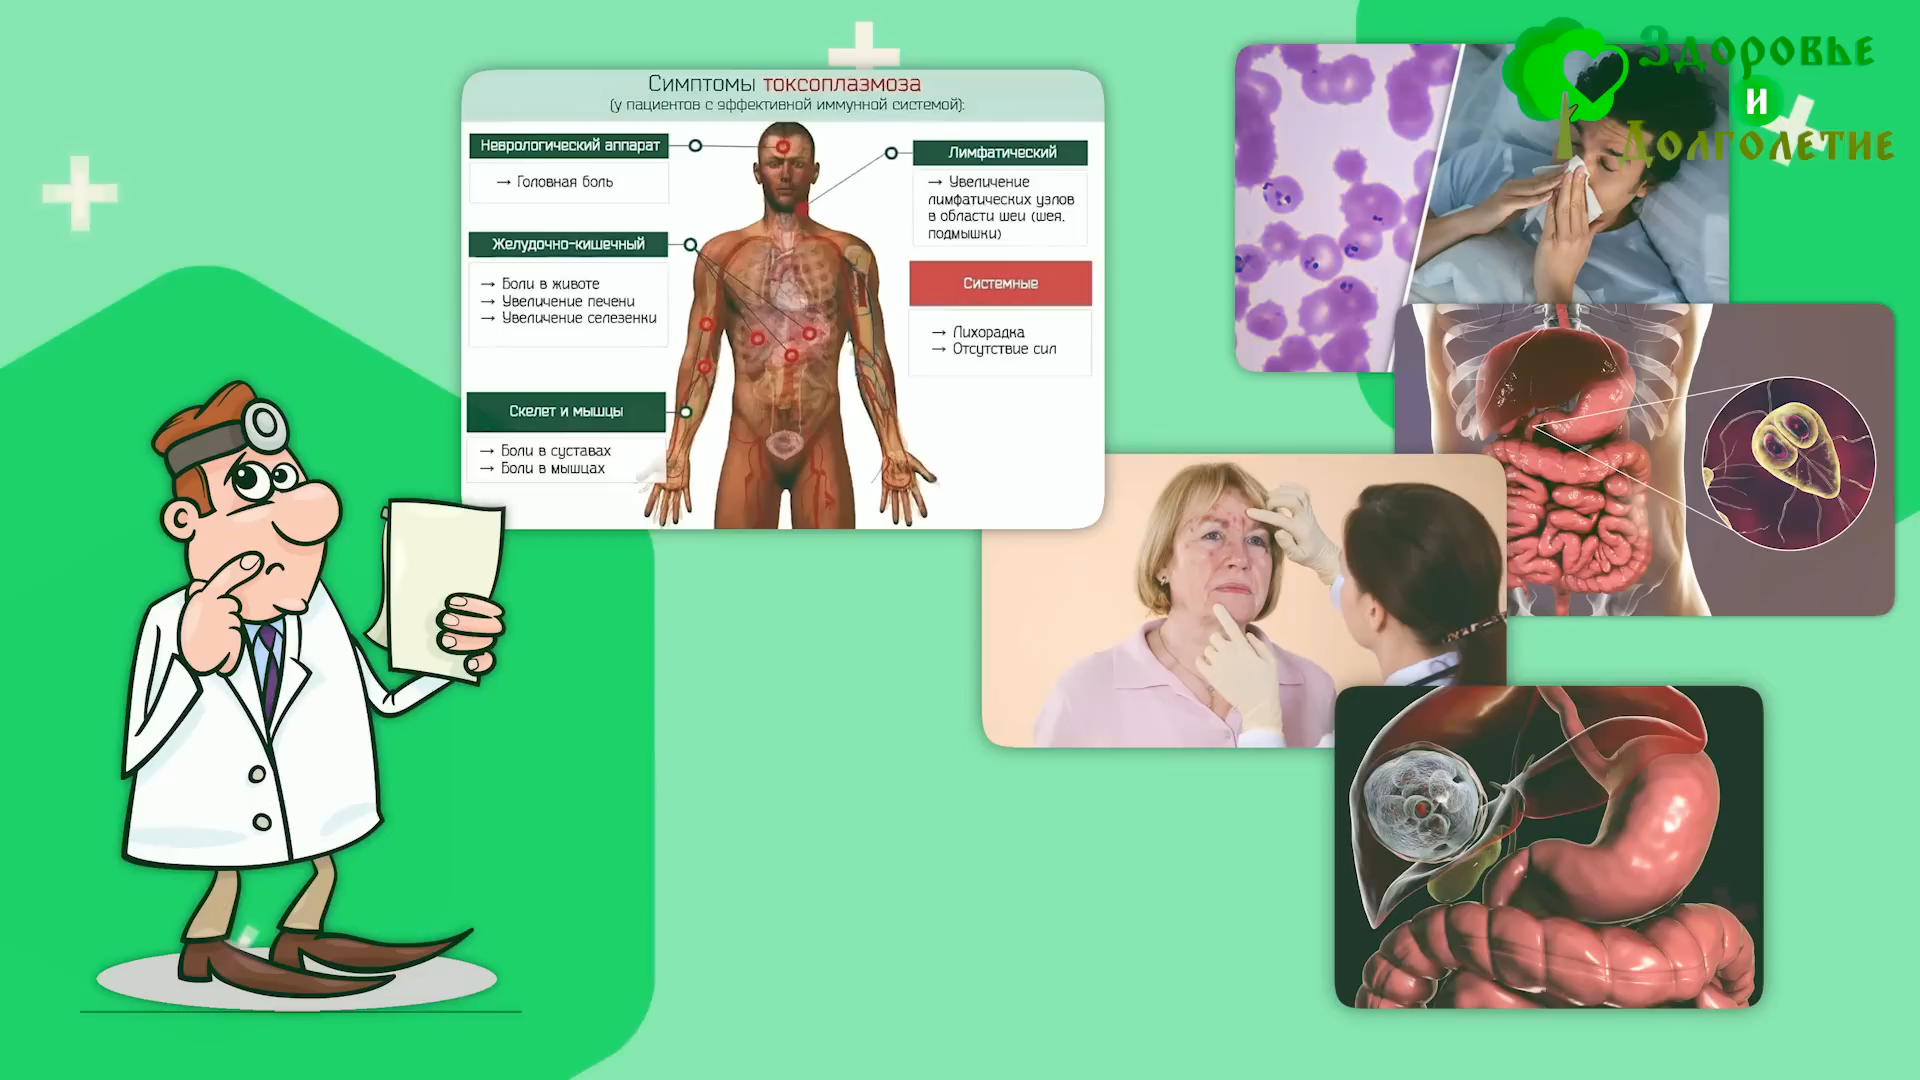 Симптомы токсоплазмоза
(у пациентов с эффективной иммунной системой):
Неврологический аппарат
→ Головная боль
Желудочно-кишечный
→ Боли в животе
→ Увеличение печени
→ Увеличение селезенки
Скелет и мышцы
→ Боли в суставах
→ Боли в мышцах
Лимфатический
→ Увеличение
лимфатических узлов
в области шеи (шея,
подмышки)
Системные
→ Лихорадка
→ Отсутствие сил
Здоровье
и
Долголетие